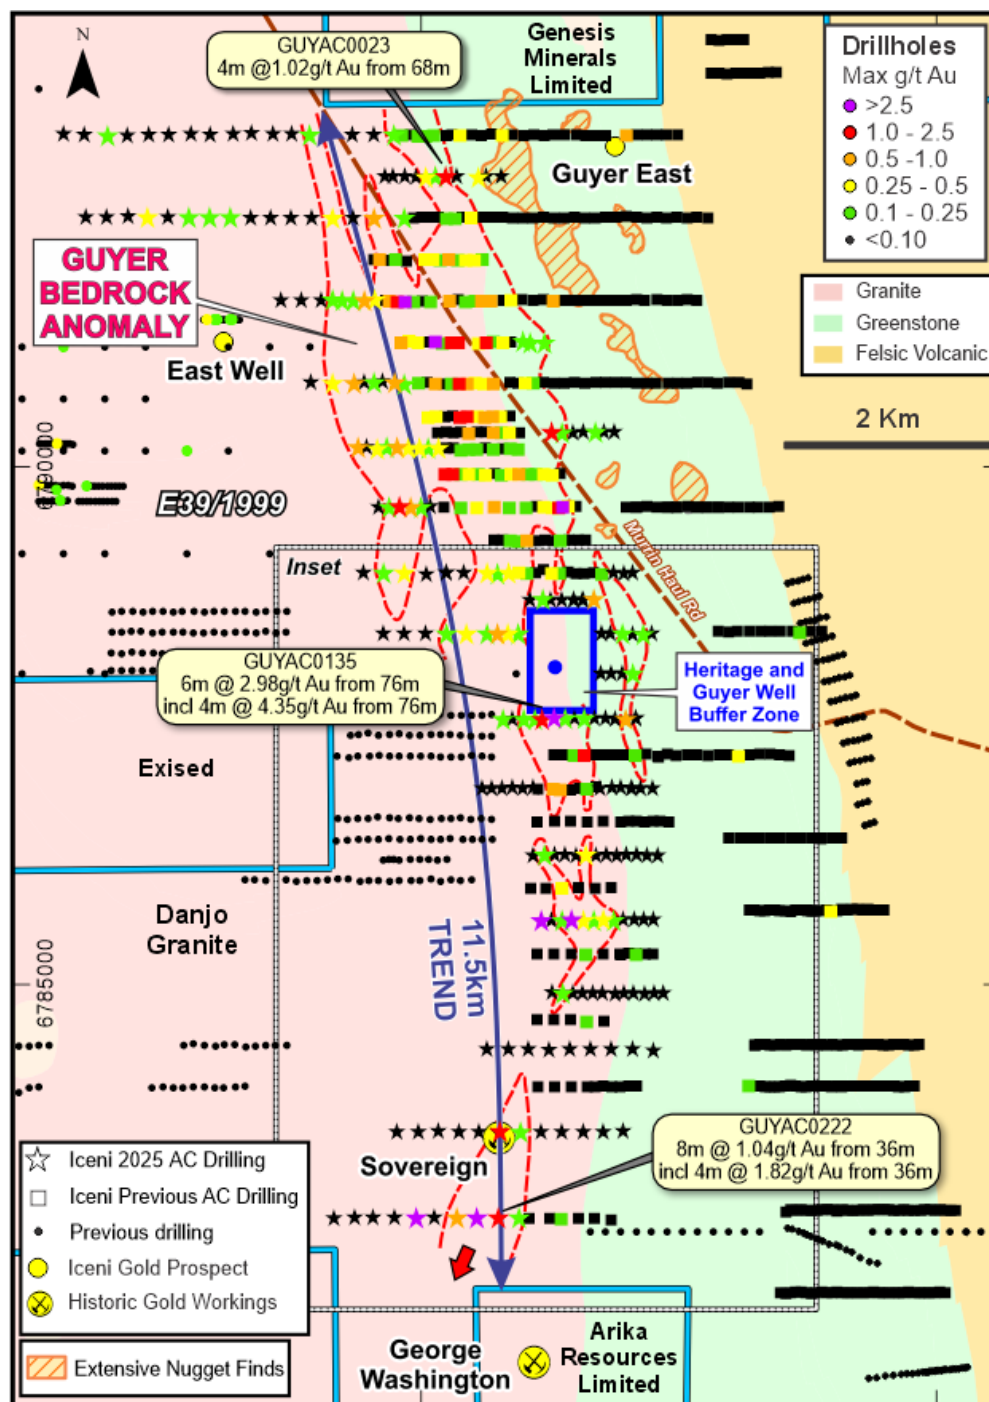 N
GUYAC0023
4m @1.02g/t Au from 68m
Genesis
Minerals
Limited
Drillholes
Max g/t Au
>2.5
1.0 - 2.5
0.5 -1.0
0.25 - 0.5
0.1 - 0.25
<0.10
Guyer East
GUYER
BEDROCK
ANOMALY
Granite
Greenstone
Felsic Volcanic
East Well
2 Km
6790000
E39/1999
Murrin Haul Rd
Inset
GUYAC0135
6m @ 2.98g/t Au from 76m
incl 4m @ 4.35g/t Au from 76m
Heritage and
Guyer Well
Buffer Zone
Exised
Danjo
Granite
11.5km
TREND
6785000
GUYAC0222
8m @ 1.04g/t Au from 36m
incl 4m @ 1.82g/t Au from 36m
Sovereign
Iceni 2025 AC Drilling
Iceni Previous AC Drilling
Previous drilling
Iceni Gold Prospect
Historic Gold Workings
Extensive Nugget Finds
George
Washington
Arika
Resources
Limited